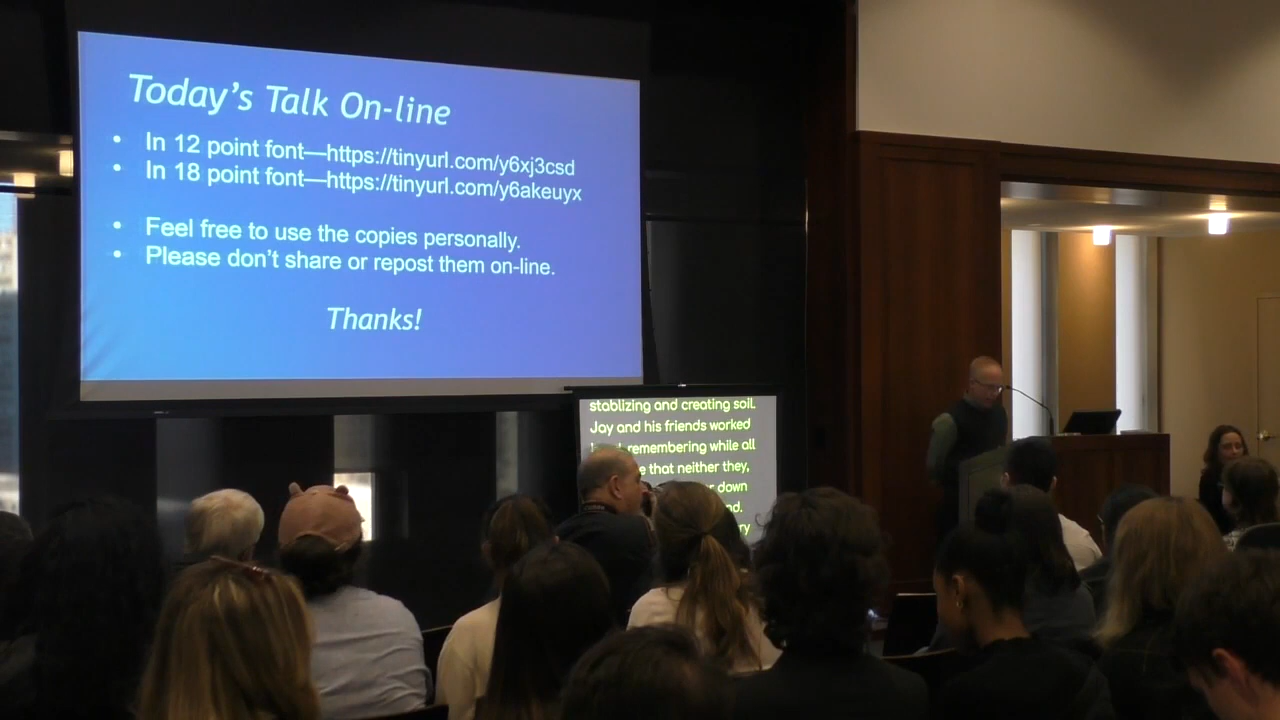 Today's Talk On-line
• In 12 point font—https://tinyurl.com/y6xj3csd
• In 18 point font—https://tinyurl.com/y6akeuyx
• Feel free to use the copies personally.
• Please don't share or repost them on-line.
Thanks!
stablizing and creating soil.
Jay and his friends worked
remembering while all
that neither they,
down